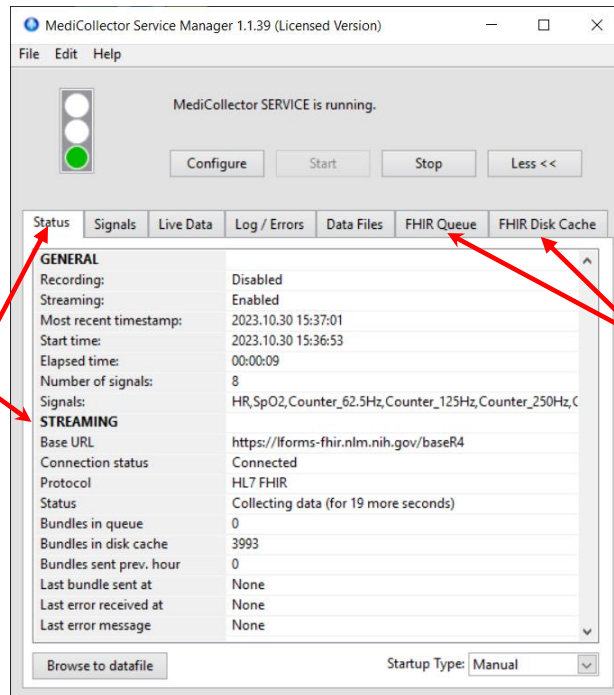 MediCollector Service Manager 1.1.39 (Licensed Version)
File Edit Help
MediCollector SERVICE is running.
Configure Start Stop Less <<
Status Signals Live Data Log / Errors Data Files FHIR Queue FHIR Disk Cache
GENERAL
Recording: Disabled
Streaming: Enabled
Most recent timestamp: 2023.10.30 15:37:01
Start time: 2023.10.30 15:36:53
Elapsed time: 00:00:09
Number of signals: 8
Signals: HR,SpO2,Counter_62.5Hz,Counter_125Hz,Counter_250Hz,C
STREAMING
Base URL https://lforms-fhir.nlm.nih.gov/baseR4
Connection status Connected
Protocol HL7 FHIR
Status Collecting data (for 19 more seconds)
Bundles in queue 0
Bundles in disk cache 3993
Bundles sent prev. hour 0
Last bundle sent at None
Last error received at None
Last error message None
Browse to datafile Startup Type: Manual